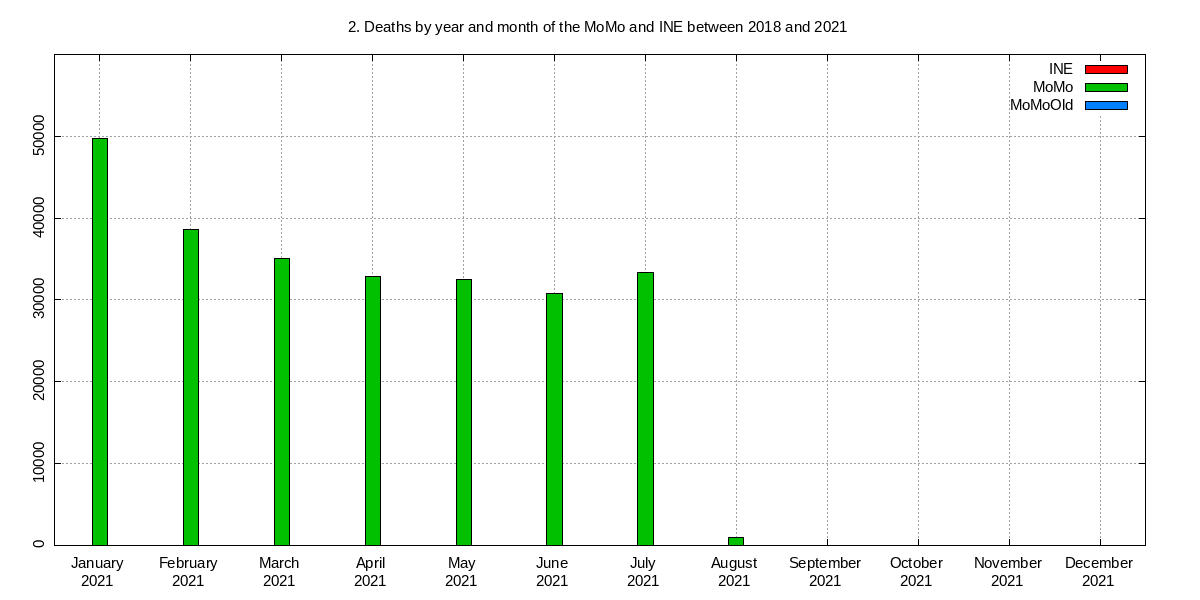 2. Deaths by year and month of the MoMo and INE between 2018 and 2021
INE
MoMo
MoMoOld
50000
40000
30000
20000
10000
0
January February March April May June July August September October November December
2021 2021 2021 2021 2021 2021 2021 2021 2021 2021 2021 2021